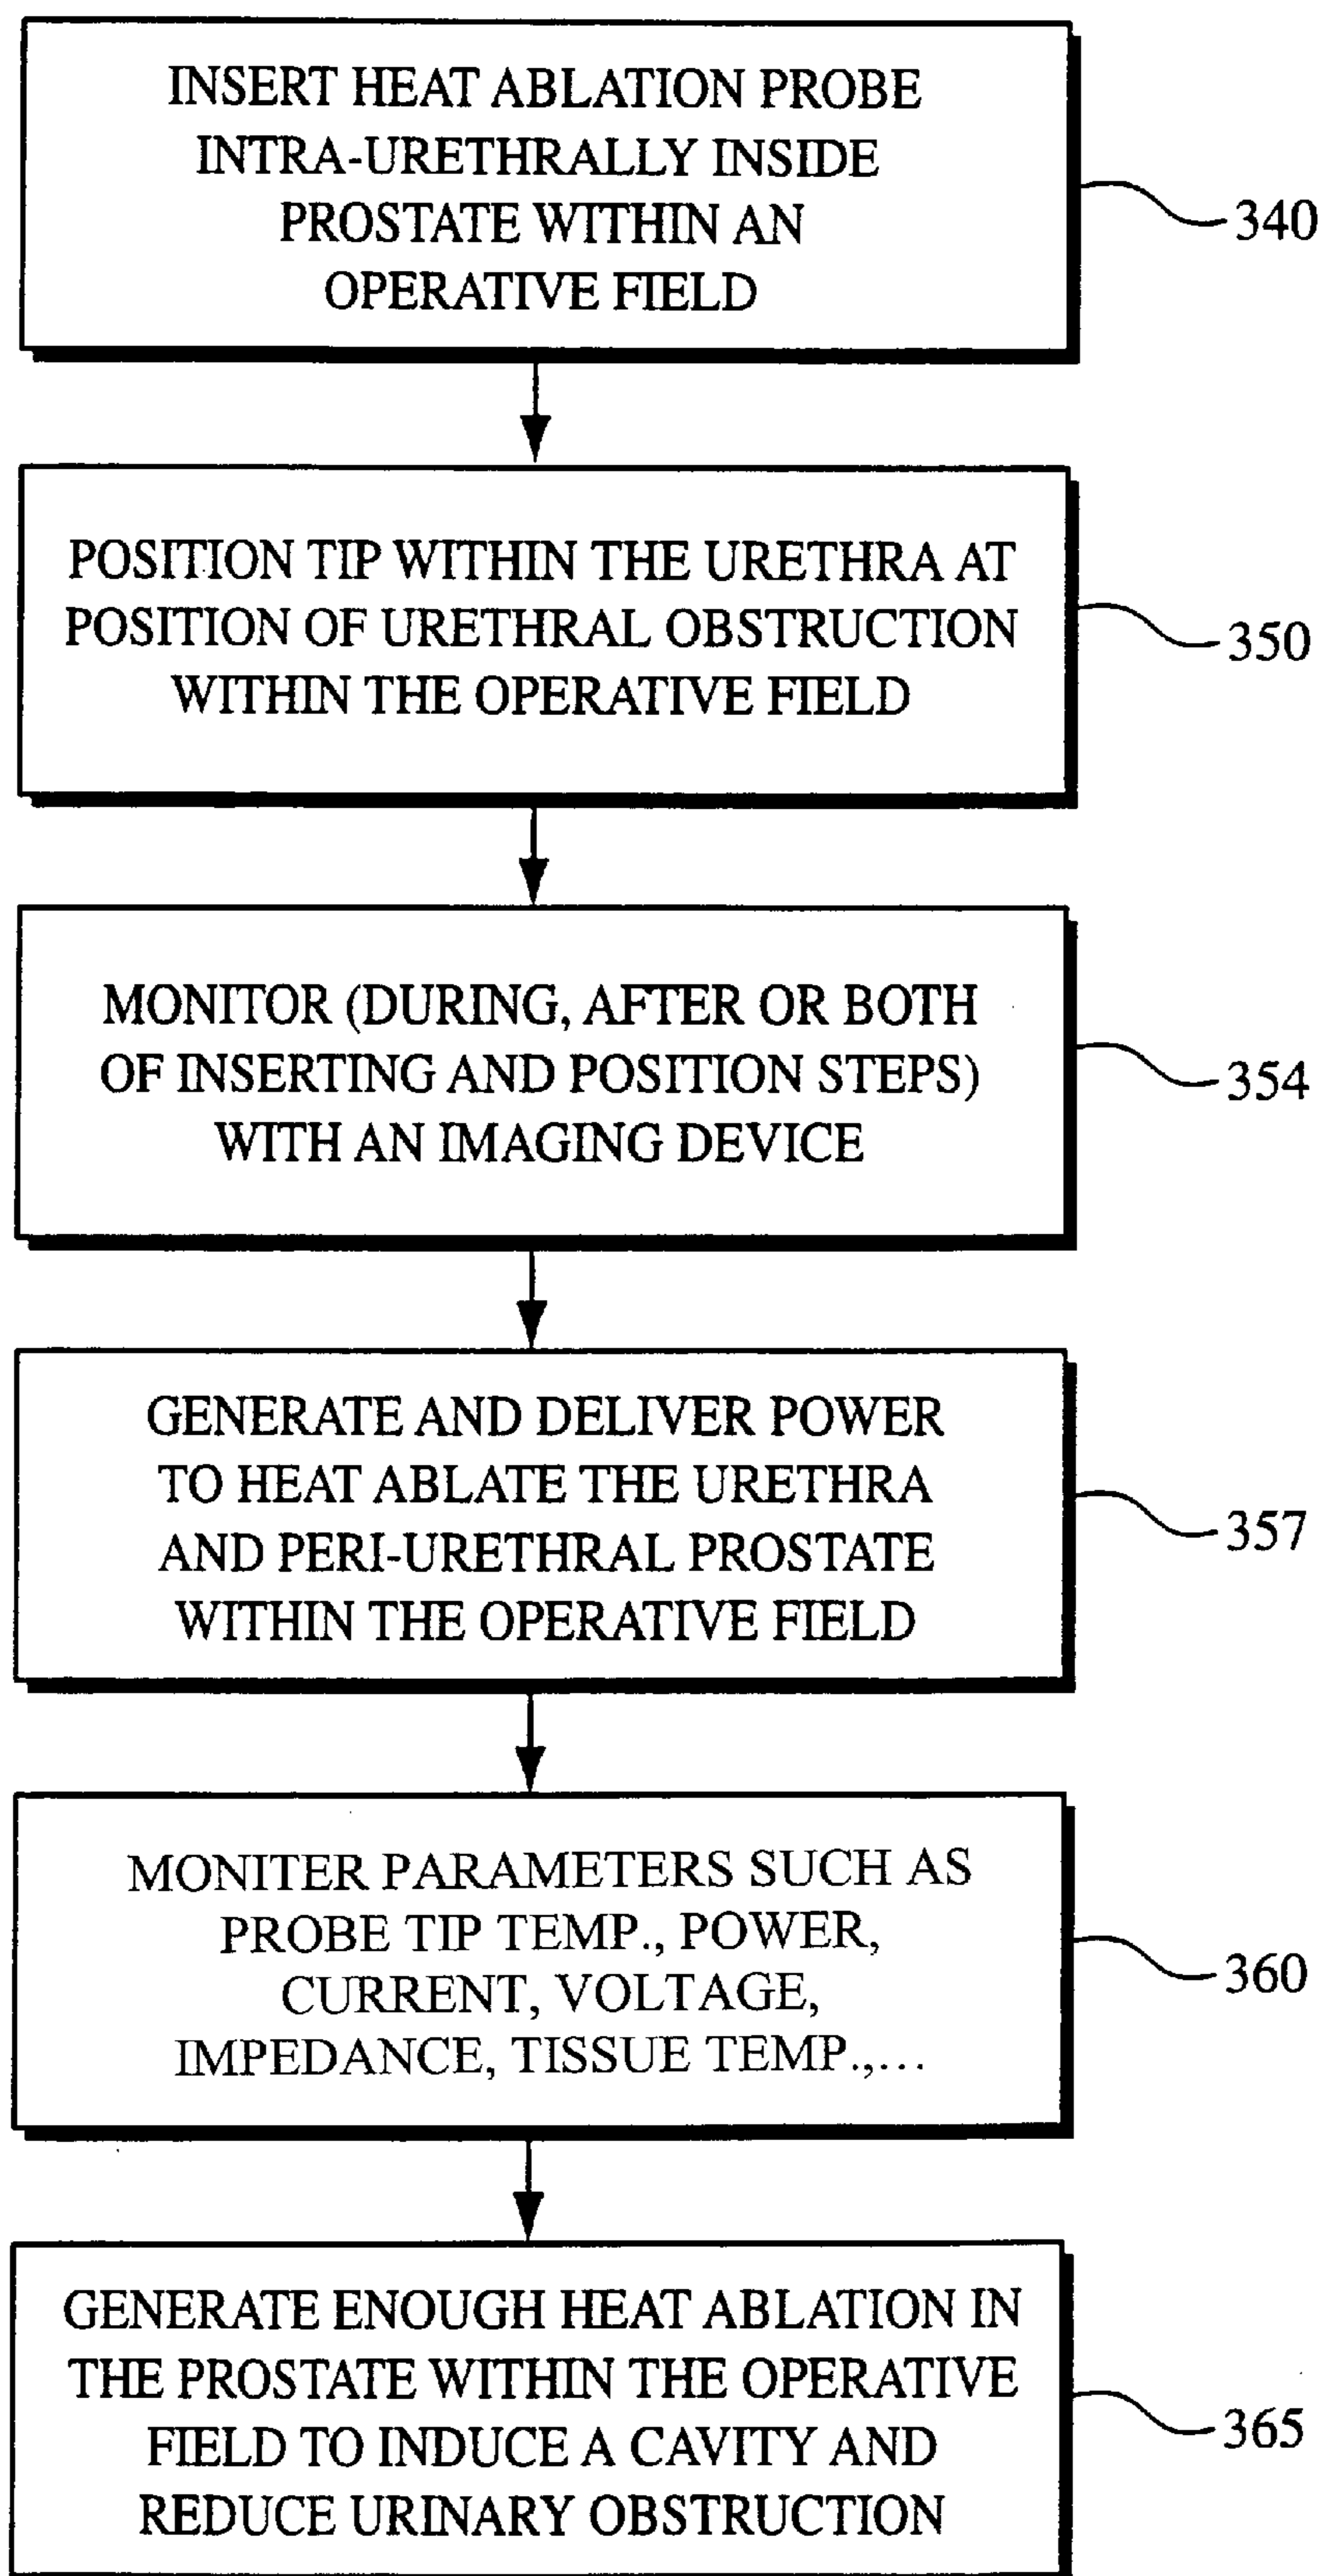 INSERT HEAT ABLATION PROBE
INTRA-URETHRALLY INSIDE
PROSTATE WITHIN AN
OPERATIVE FIELD
340
POSITION TIP WITHIN THE URETHRA AT
POSITION OF URETHRAL OBSTRUCTION
WITHIN THE OPERATIVE FIELD
350
MONITOR (DURING, AFTER OR BOTH
OF INSERTING AND POSITION STEPS)
WITH AN IMAGING DEVICE
354
GENERATE AND DELIVER POWER
TO HEAT ABLATE THE URETHRA
AND PERI-URETHRAL PROSTATE
WITHIN THE OPERATIVE FIELD
357
MONITER PARAMETERS SUCH AS
PROBE TIP TEMP., POWER,
CURRENT, VOLTAGE,
IMPEDANCE, TISSUE TEMP.,...
360
GENERATE ENOUGH HEAT ABLATION IN
THE PROSTATE WITHIN THE OPERATIVE
FIELD TO INDUCE A CAVITY AND
REDUCE URINARY OBSTRUCTION
365